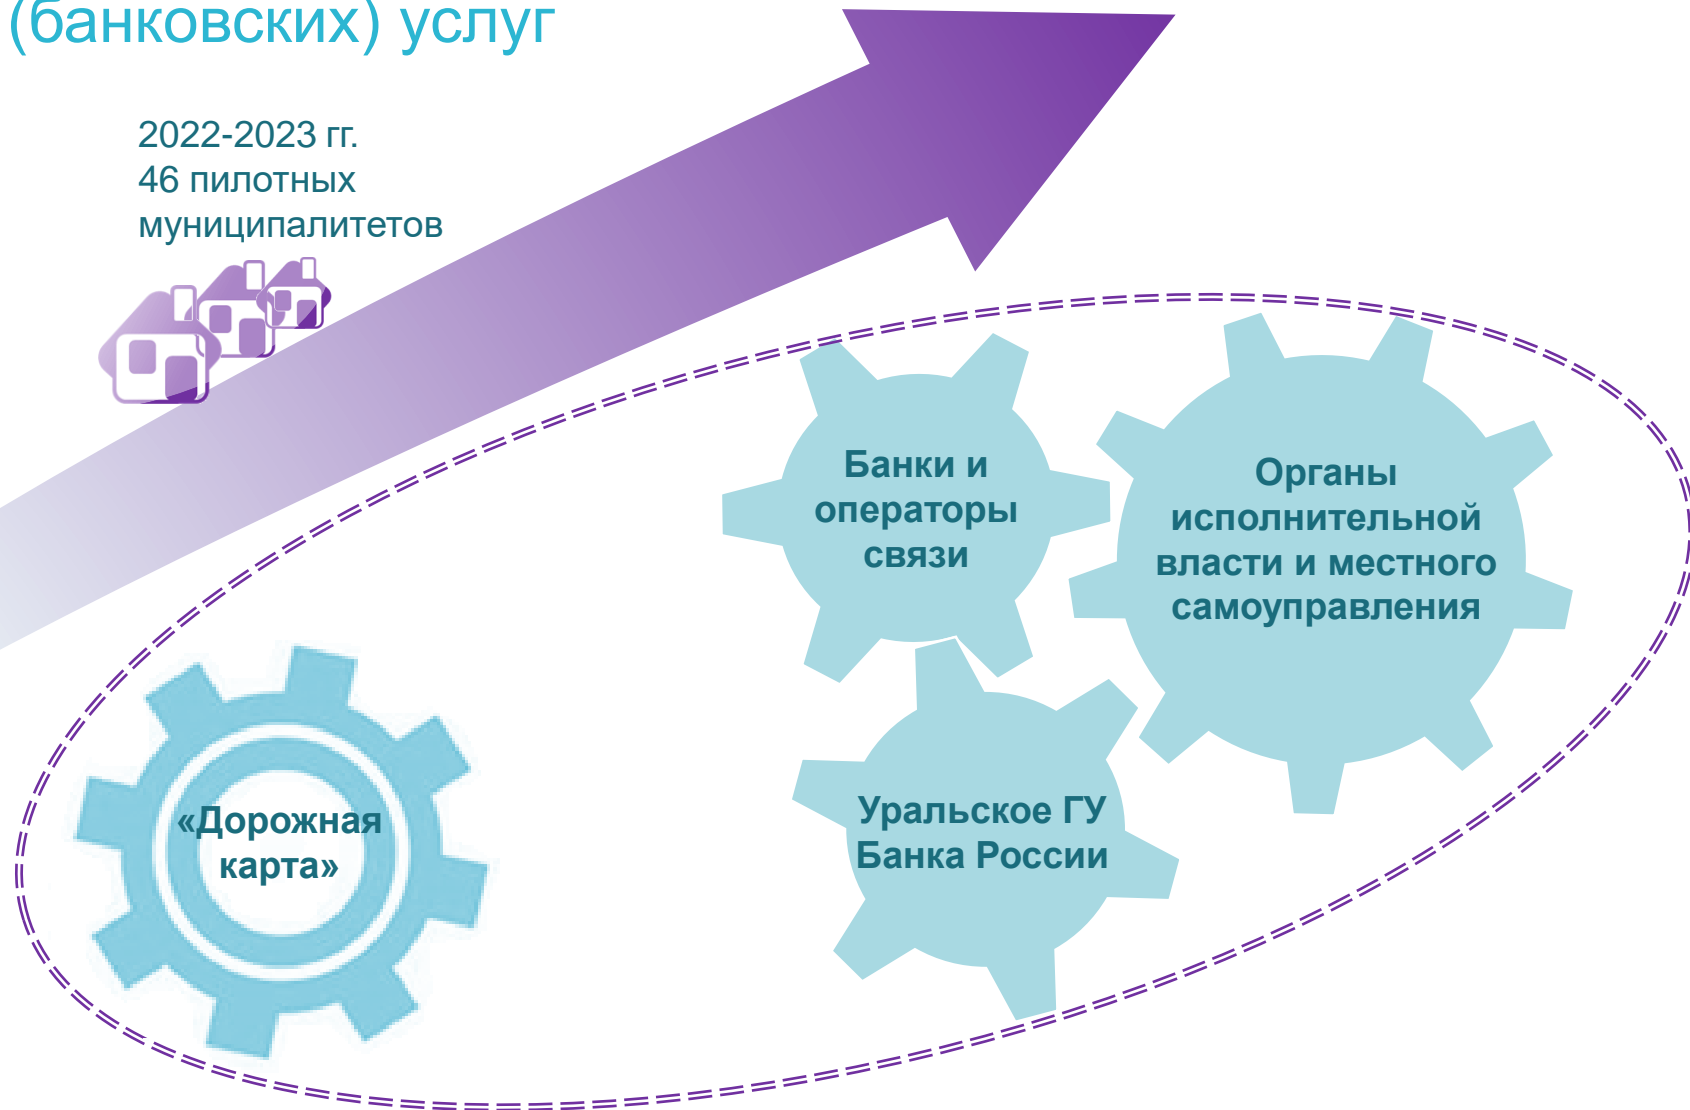 (банковских) услуг
2022-2023 гг.
46 пилотных
муниципалитетов
Банки и
операторы
связи
Органы
исполнительной
власти и местного
самоуправления
«Дорожная
карта»
Уральское ГУ
Банка России